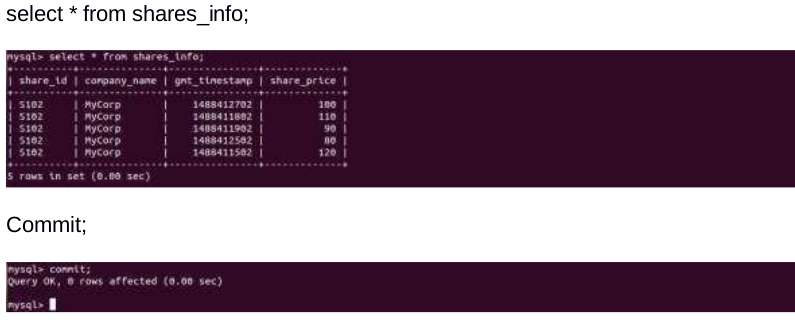 select * from shares_info;
mysql> select * from shares_info;
+----------+--------------+---------------+-------------+
| share_id | company_name | gmt_timestamp | share_price |
+----------+--------------+---------------+-------------+
| S102 | MyCorp | 1488412702 | 100 |
| S102 | MyCorp | 1488411802 | 110 |
| S102 | MyCorp | 1488411902 | 90 |
| S102 | MyCorp | 1488412502 | 80 |
| S102 | MyCorp | 1488411502 | 120 |
+----------+--------------+---------------+-------------+
5 rows in set (0.00 sec)
Commit;
mysql> commit;
Query OK, 0 rows affected (0.00 sec)
mysql>